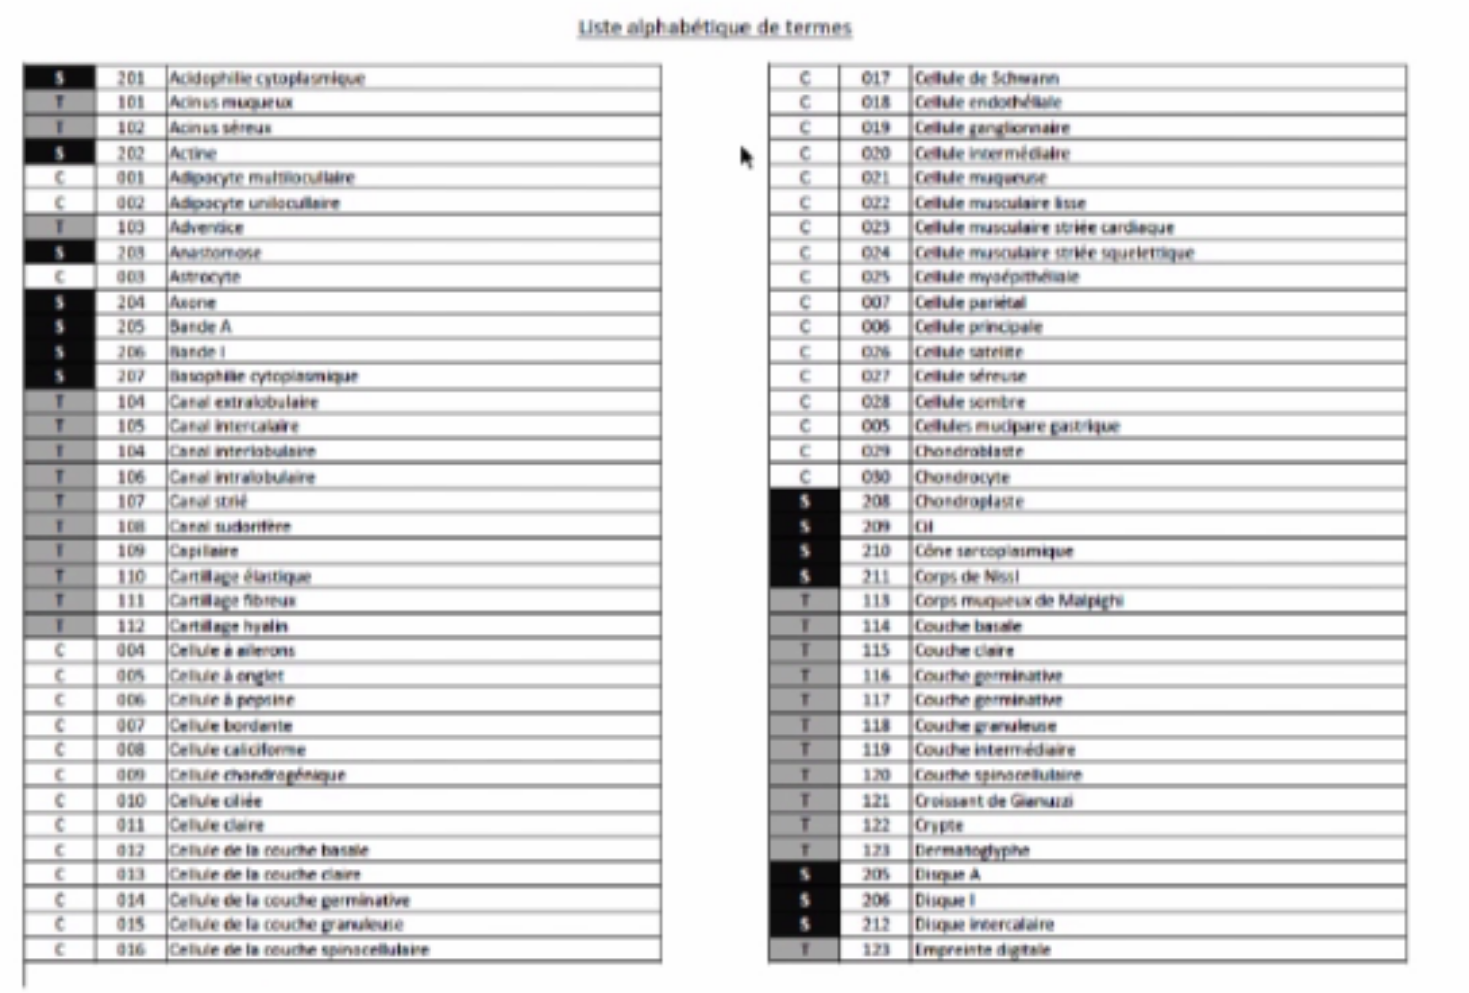 Liste alphabétique de termes
S 201 Acidophilie cytoplasmique
T 101 Acinus muqueux
T 102 Acinus séreux
S 202 Actine
C 001 Adipocyte multilocullaire
C 002 Adipocyte unilocullaire
T 103 Adventice
S 203 Anastomose
C 003 Astrocyte
S 204 Axone
S 205 Bande A
S 206 Bande I
S 207 Basophilie cytoplasmique
T 104 Canal extralobulaire
T 105 Canal intercalaire
T 104 Canal interlobulaire
T 106 Canal intralobulaire
T 107 Canal strié
T 108 Canal sudorifère
T 109 Capillaire
T 110 Cartillage élastique
T 111 Cartillage fibreux
T 112 Cartillage hyalin
C 004 Cellule à ailerons
C 005 Cellule à onglet
C 006 Cellule à pepsine
C 007 Cellule bordante
C 008 Cellule caliciforme
C 009 Cellule chondrogénique
C 010 Cellule ciliée
C 011 Cellule claire
C 012 Cellule de la couche basale
C 013 Cellule de la couche claire
C 014 Cellule de la couche germinative
C 015 Cellule de la couche granuleuse
C 016 Cellule de la couche spinocellulaire
C 017 Cellule de Schwann
C 018 Cellule endothéliale
C 019 Cellule ganglionnaire
C 020 Cellule intermédiaire
C 021 Cellule muqueuse
C 022 Cellule musculaire lisse
C 023 Cellule musculaire striée cardiaque
C 024 Cellule musculaire striée squelettique
C 025 Cellule myoépithéliale
C 007 Cellule pariétal
C 006 Cellule principale
C 026 Cellule satelite
C 027 Cellule séreuse
C 028 Cellule sombre
C 005 Cellules mucipare gastrique
C 029 Chondroblaste
C 030 Chondrocyte
S 208 Chondroplaste
S 209 Cil
S 210 Cône sarcoplasmique
S 211 Corps de Nissl
T 113 Corps muqueux de Malpighi
T 114 Couche basale
T 115 Couche claire
T 116 Couche germinative
T 117 Couche germinative
T 118 Couche granuleuse
T 119 Couche intermédiaire
T 120 Couche spinocellulaire
T 121 Croissant de Gianuzzi
T 122 Crypte
T 123 Dermatoglyphe
S 205 Disque A
S 206 Disque I
S 212 Disque intercalaire
T 123 Empreinte digitale